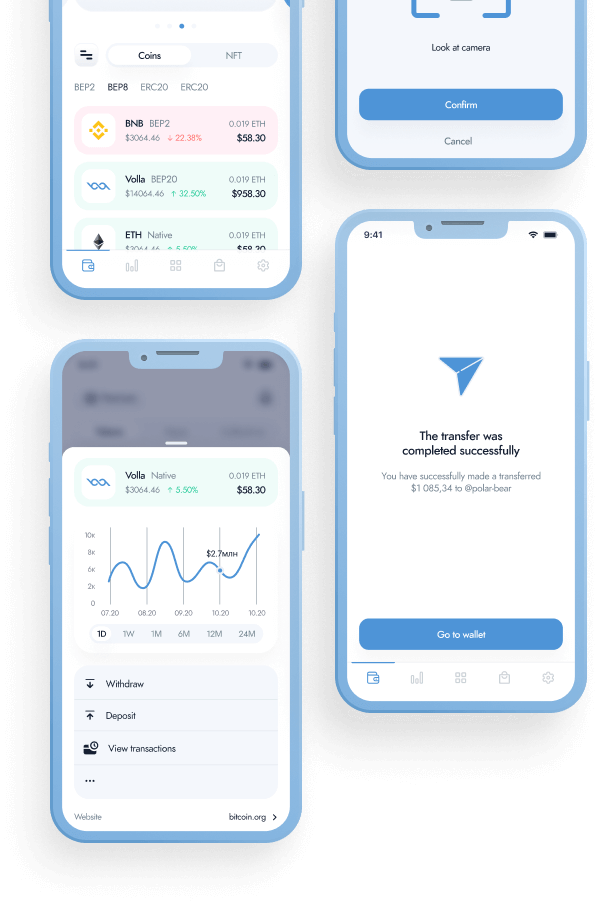 Coins NFT
BEP2 BEP8 ERC20 ERC20
BNB BEP2 0.019 ETH
$3064.46 ↓ 22.38% $58.30
Volla BEP20 0.019 ETH
$14064.46 ↑ 32.50% $958.30
ETH Native 0.019 ETH
$3064.46 ↑ 5.50% $58.30
Look at camera
Confirm
Cancel
Volla Native 0.019 ETH
$3064.46 ↑ 5.50% $58.30
10к
8к
$2.7млн
6к
2к
0
07.20 08.20 09.20 10.20 10.20
1D 1W 1M 6M 12M 24M
Withdraw
Deposit
View transactions
...
Website bitcoin.org
9:41
The transfer was
completed successfully
You have successfully made a transferred
$1 085,34 to @polar-bear
Go to wallet